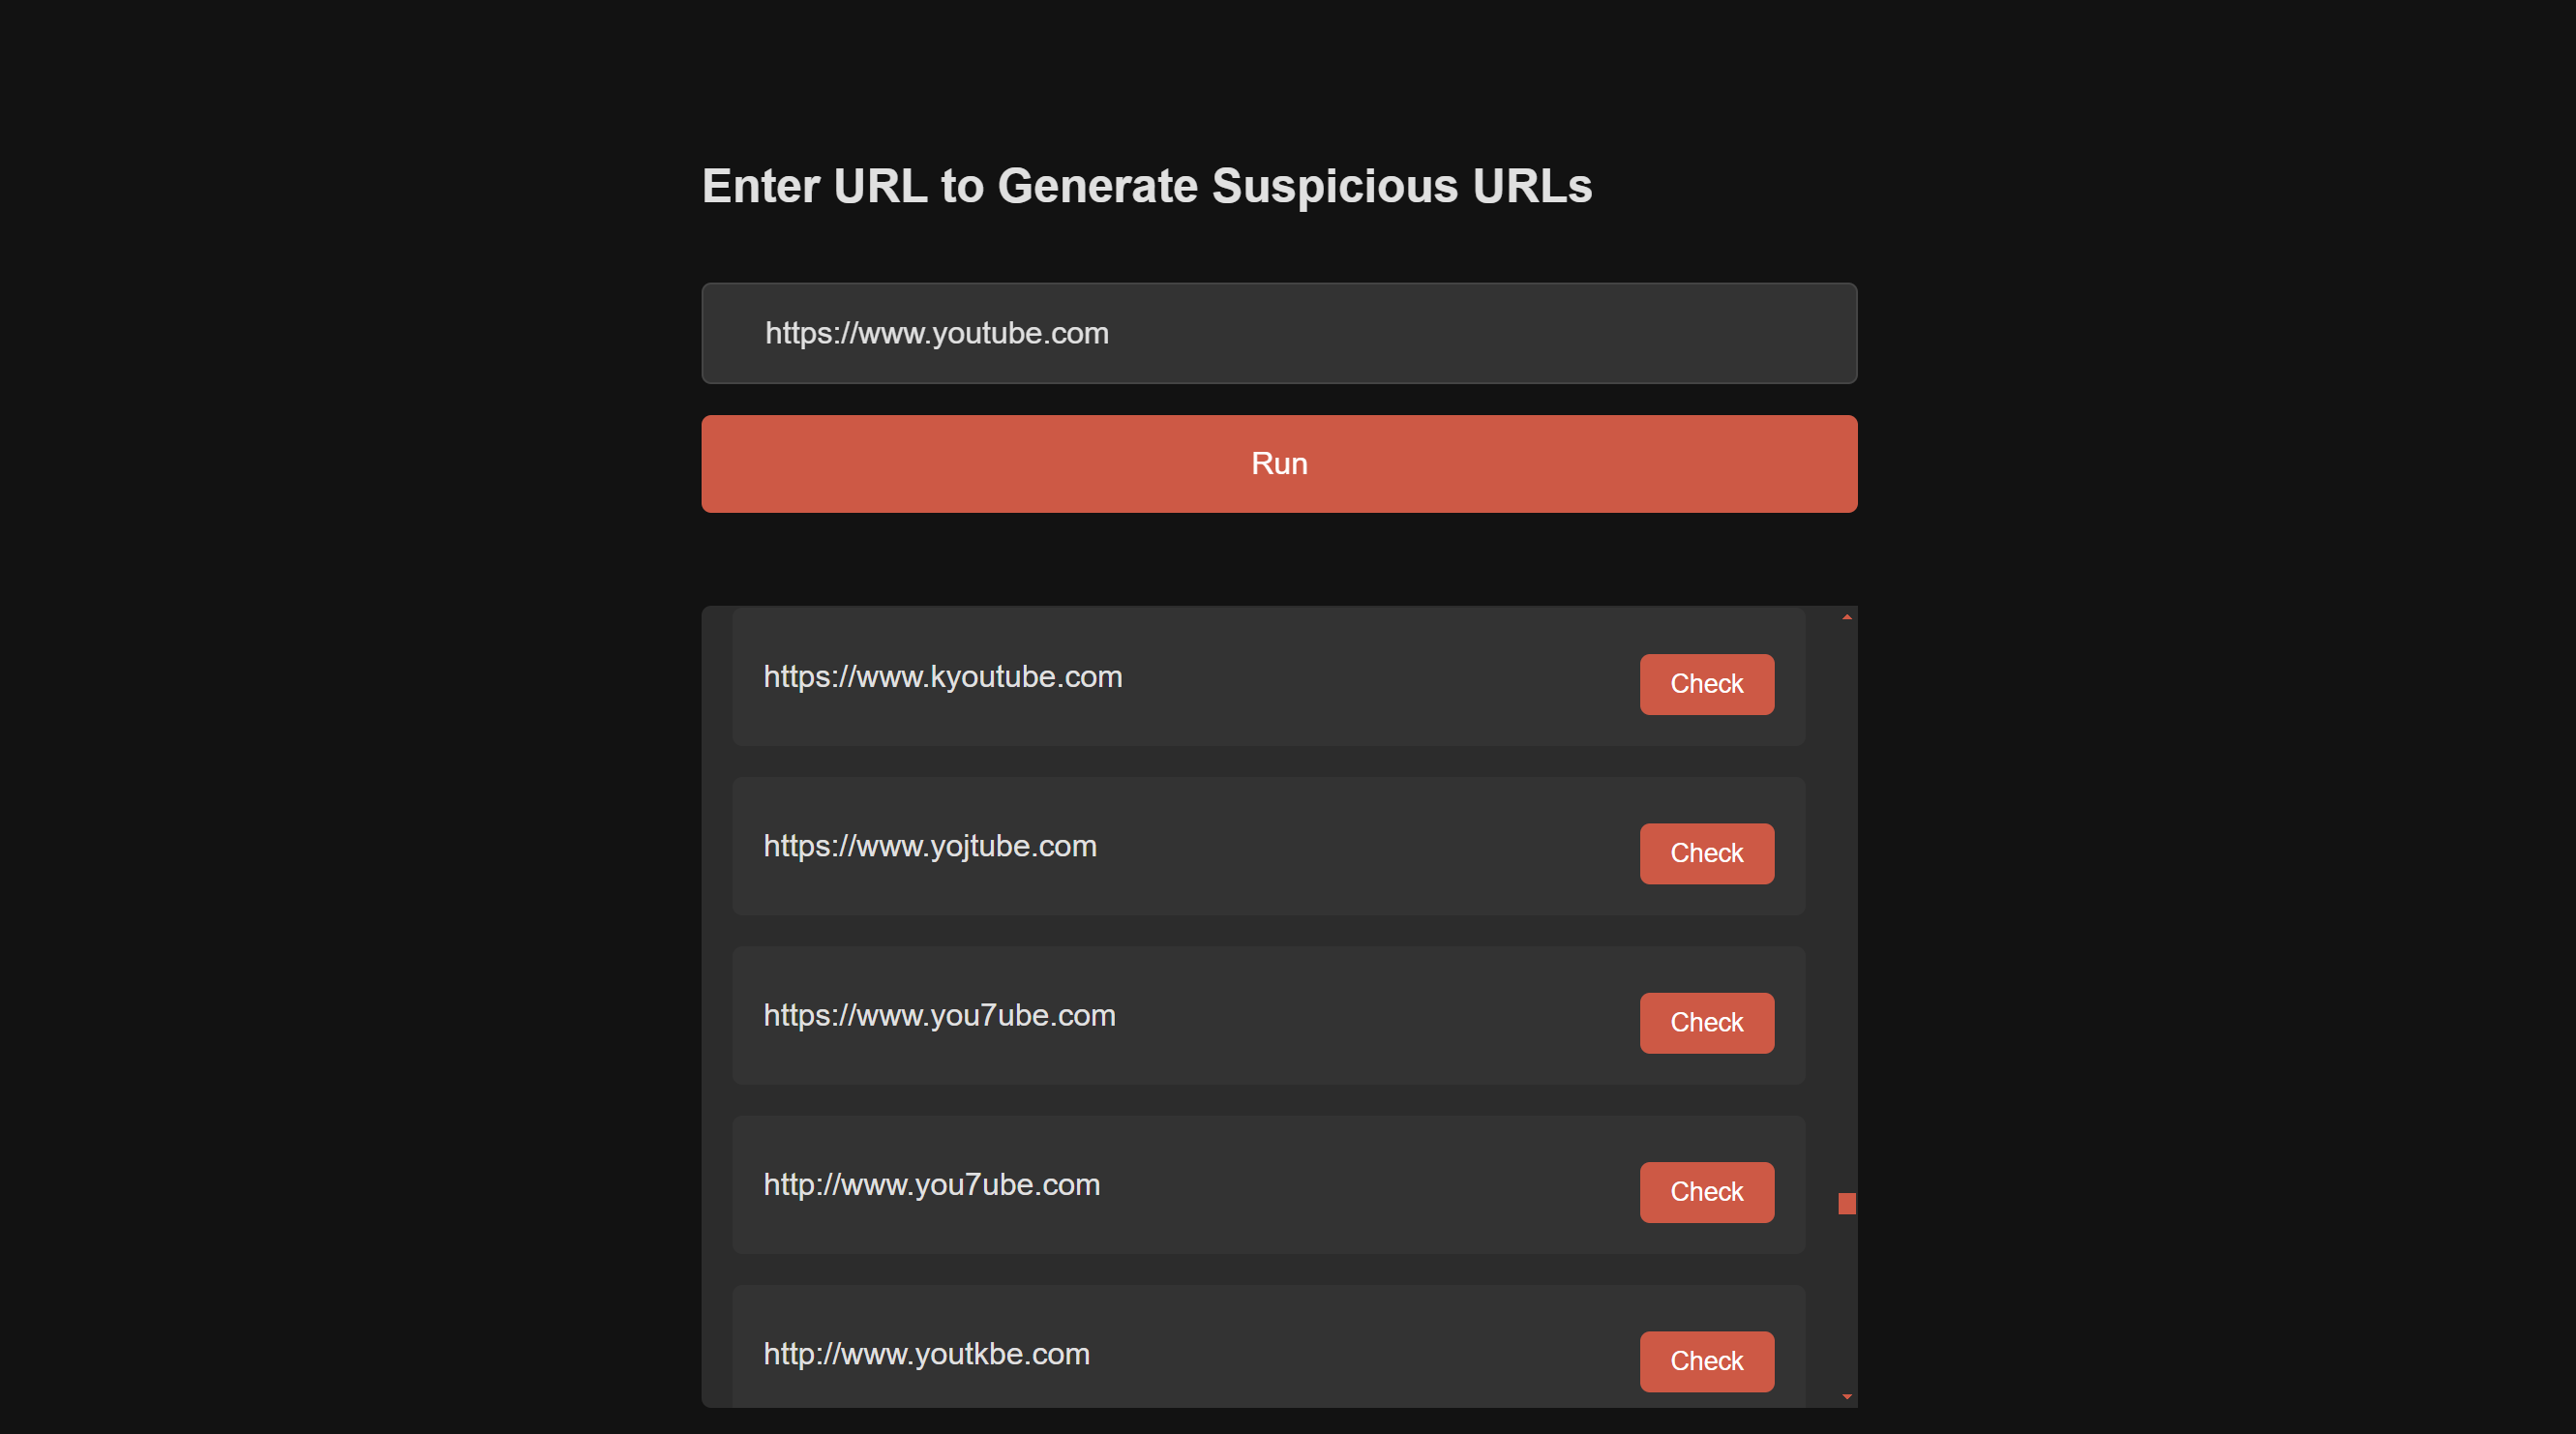 Enter URL to Generate Suspicious URLs
https://www.youtube.com
Run
https://www.kyoutube.com
Check
https://www.yojtube.com
Check
https://www.you7ube.com
Check
http://www.you7ube.com
Check
http://www.youtkbe.com
Check